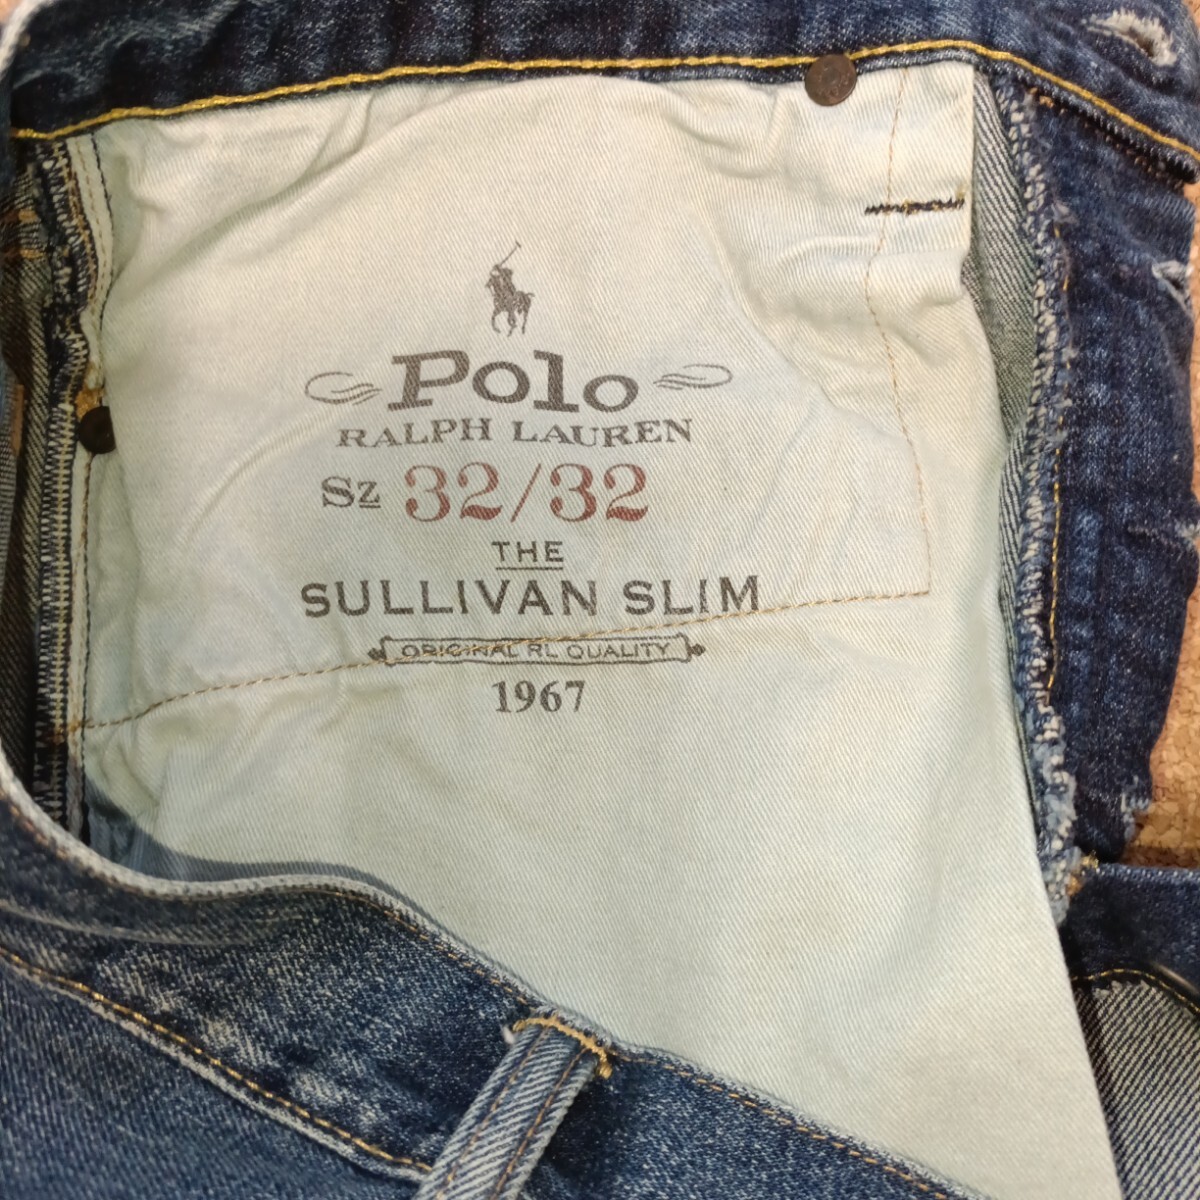 Polo
RALPH LAUREN
Sz 32/32
THE
SULLIVAN SLIM
ORIGINAL RL QUALITY
1967